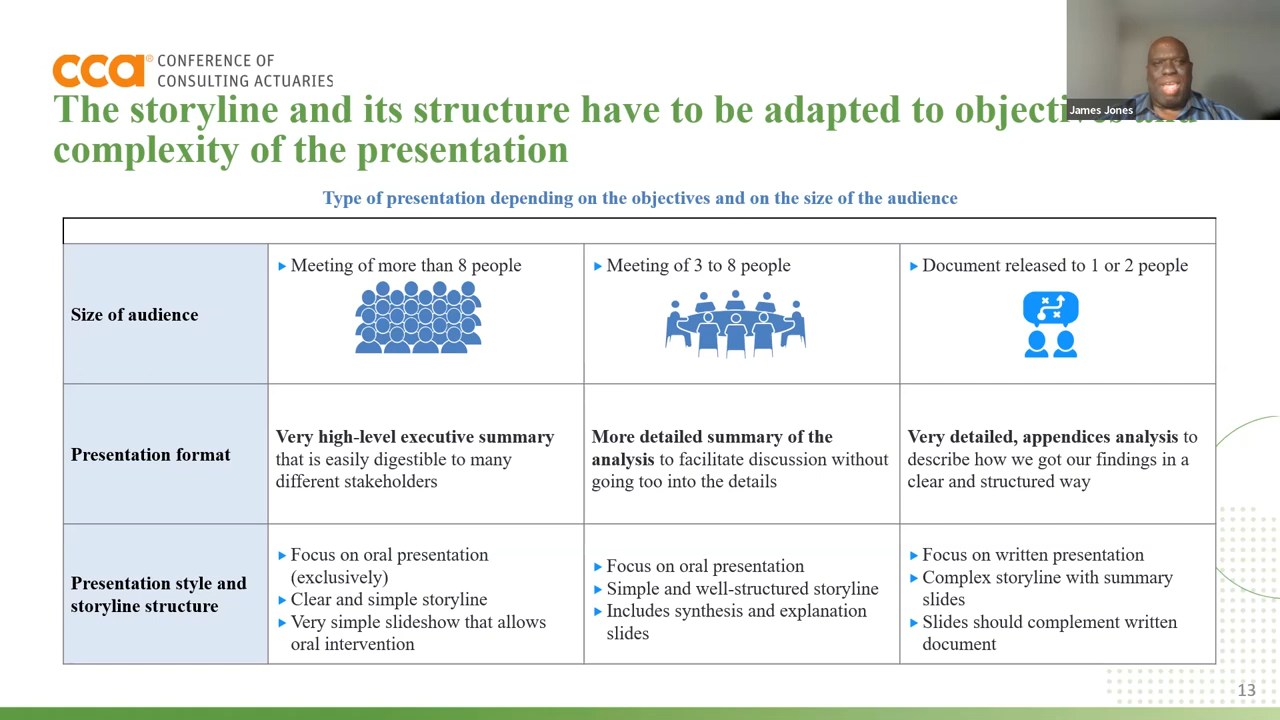 cca® CONFERENCE OF
CONSULTING ACTUARIES
The storyline and its structure have to be adapted to
complexity of the presentation
James Jones
Type of presentation depending on the objectives and on the size of the audience
Size of audience
Meeting of more than 8 people
Meeting of 3 to 8 people
Document released to 1 or 2 people
Presentation format
Very high-level executive summary
that is easily digestible to many
different stakeholders
More detailed summary of the
analysis to facilitate discussion without
going too into the details
Very detailed, appendices analysis to
describe how we got our findings in a
clear and structured way
Presentation style and
storyline structure
Focus on oral presentation
(exclusively)
Clear and simple storyline
Very simple slideshow that allows
oral intervention
Focus on oral presentation
Simple and well-structured storyline
Includes synthesis and explanation
slides
Focus on written presentation
Complex storyline with summary
slides
Slides should complement written
document
13